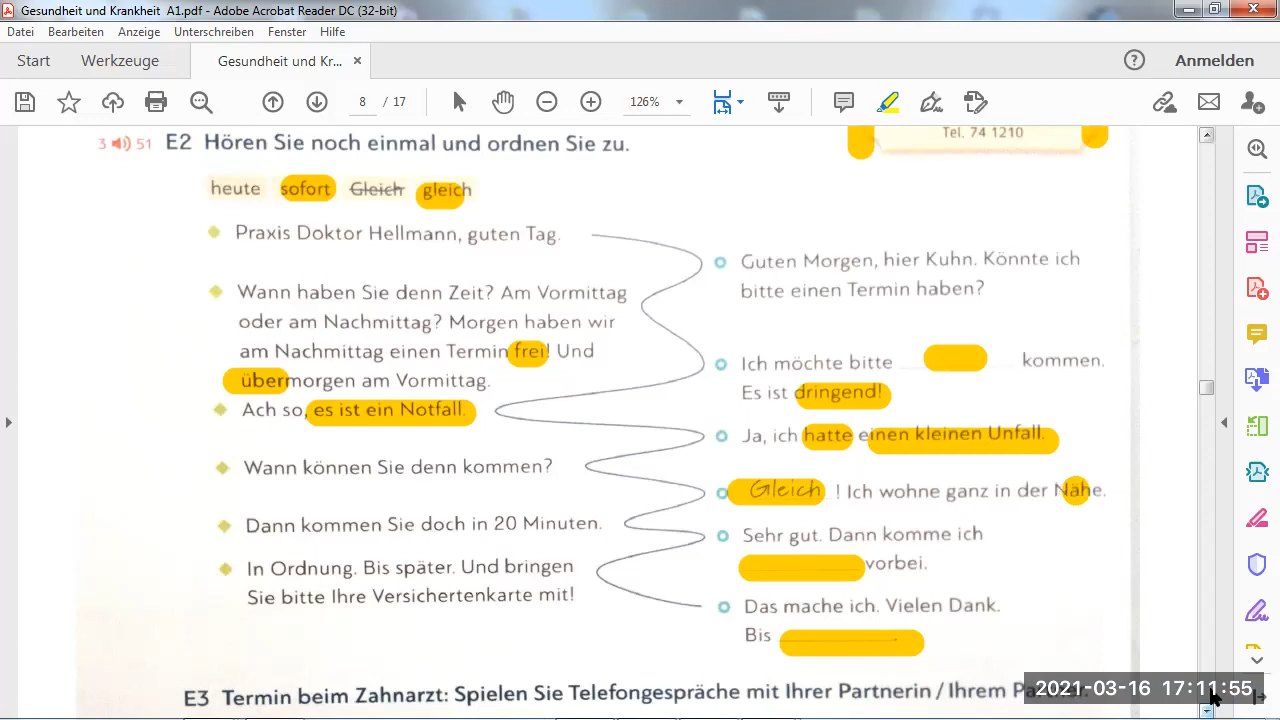 Gesundheit und Krankheit A1.pdf - Adobe Acrobat Reader DC (32-bit)
Datei Bearbeiten Anzeige Unterschreiben Fenster Hilfe
Start Werkzeuge Gesundheit und Kr... × Anmelden
8 / 17 126%
Tel. 74 1210
3 51 E2 Hören Sie noch einmal und ordnen Sie zu.
heute sofort Gleich gleich
Praxis Doktor Hellmann, guten Tag.
Guten Morgen, hier Kuhn. Könnte ich
bitte einen Termin haben?
Wann haben Sie denn Zeit? Am Vormittag
oder am Nachmittag? Morgen haben wir
am Nachmittag einen Termin frei! Und
übermorgen am Vormittag.
Ich möchte bitte kommen.
Es ist dringend!
Ach so, es ist ein Notfall.
Ja, ich hatte einen kleinen Unfall.
Wann können Sie denn kommen?
Gleich ! Ich wohne ganz in der Nähe.
Dann kommen Sie doch in 20 Minuten.
Sehr gut. Dann komme ich
vorbei.
In Ordnung. Bis später. Und bringen
Sie bitte Ihre Versichertenkarte mit!
Das mache ich. Vielen Dank.
Bis
E3 Termin beim Zahnarzt: Spielen Sie Telefongespräche mit Ihrer Partnerin / Ihrem
2021-03-16 17:11:55